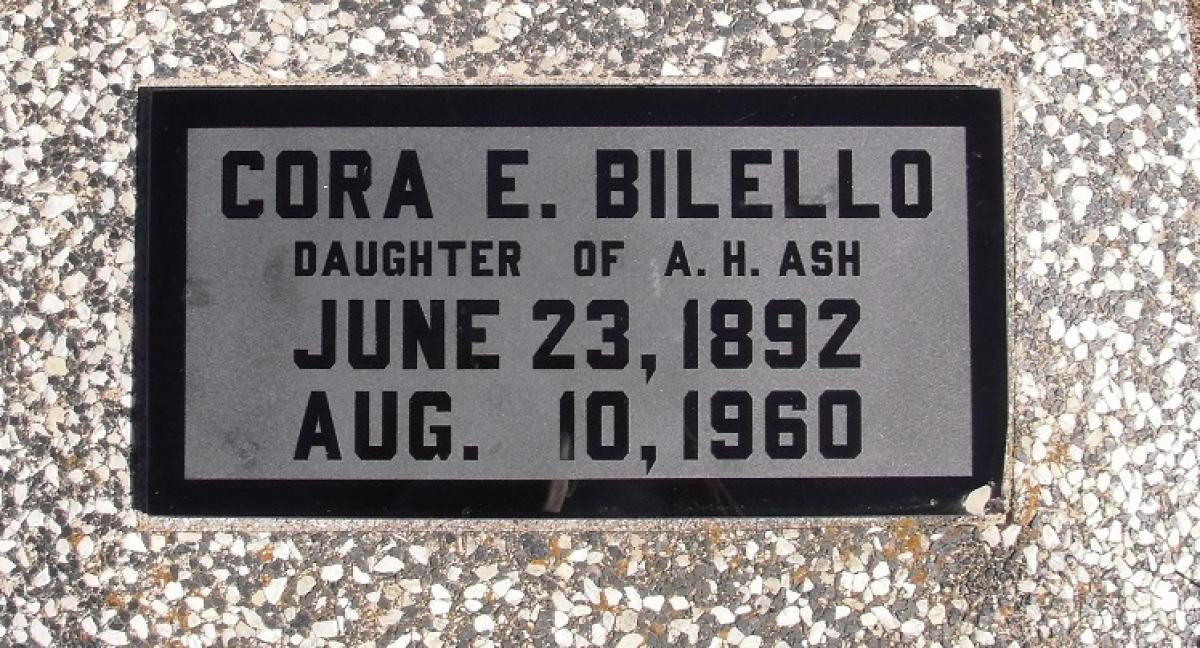 CORA E. BILELLO
DAUGHTER OF A. H. ASH
JUNE 23, 1892
AUG. 10, 1960